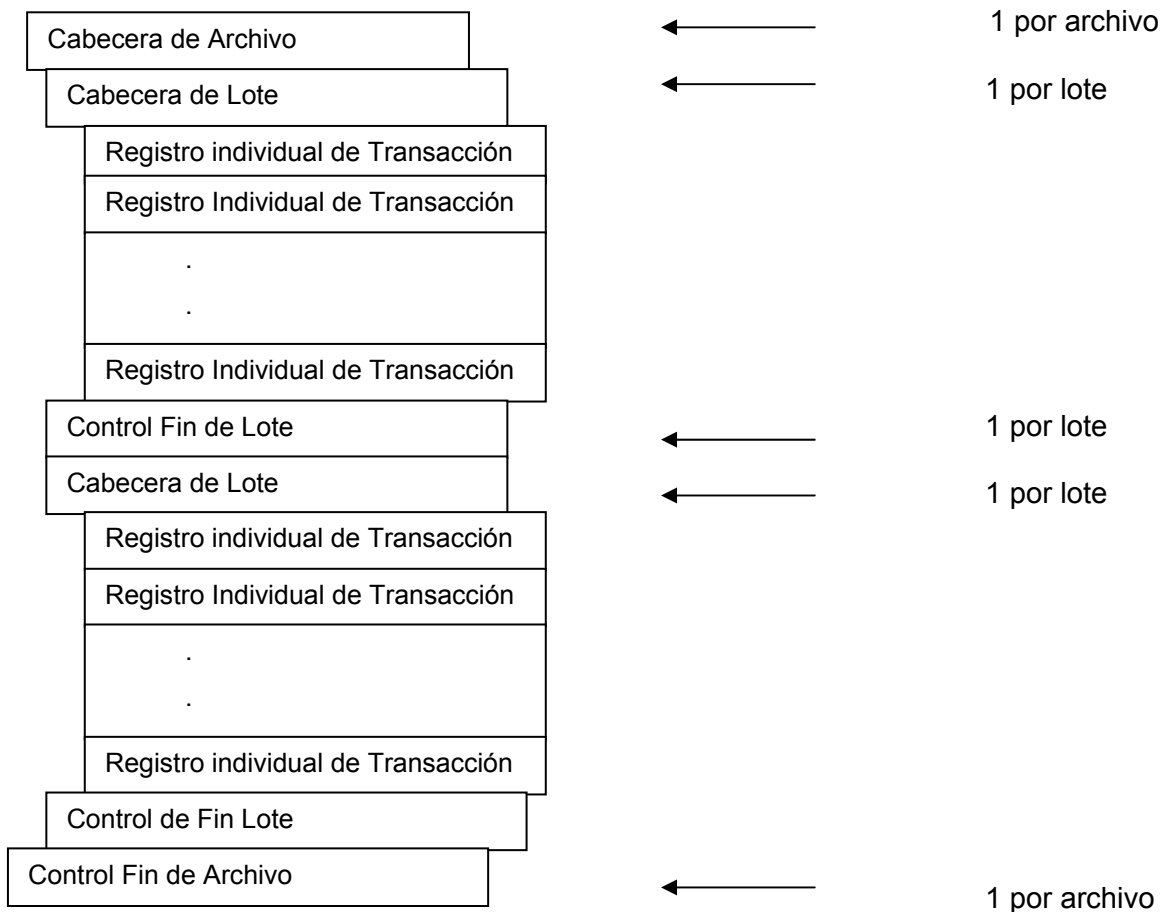 Cabecera de Archivo
1 por archivo
Cabecera de Lote
1 por lote
Registro individual de Transacción
Registro Individual de Transacción
.
.
Registro Individual de Transacción
Control Fin de Lote
1 por lote
Cabecera de Lote
1 por lote
Registro individual de Transacción
Registro Individual de Transacción
.
.
Registro individual de Transacción
Control de Fin Lote
Control Fin de Archivo
1 por archivo